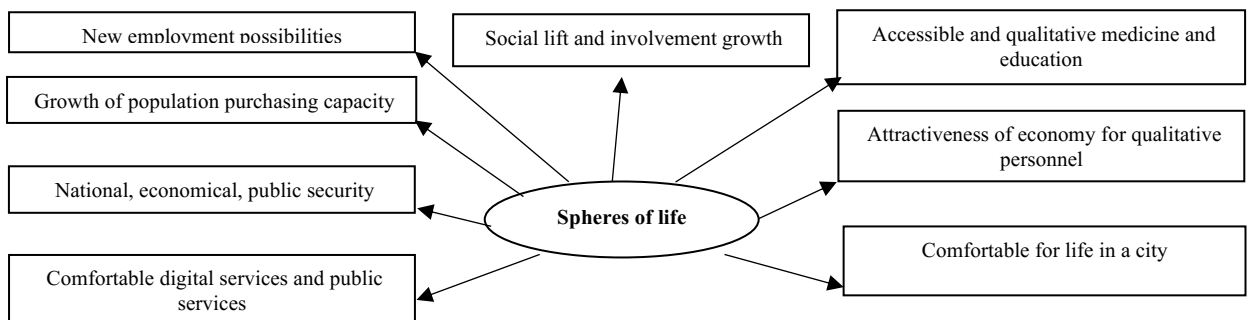 New employment possibilities
Social lift and involvement growth
Accessible and qualitative medicine and
education
Growth of population purchasing capacity
Attractiveness of economy for qualitative
personnel
National, economical, public security
Spheres of life
Comfortable for life in a city
Comfortable digital services and public
services